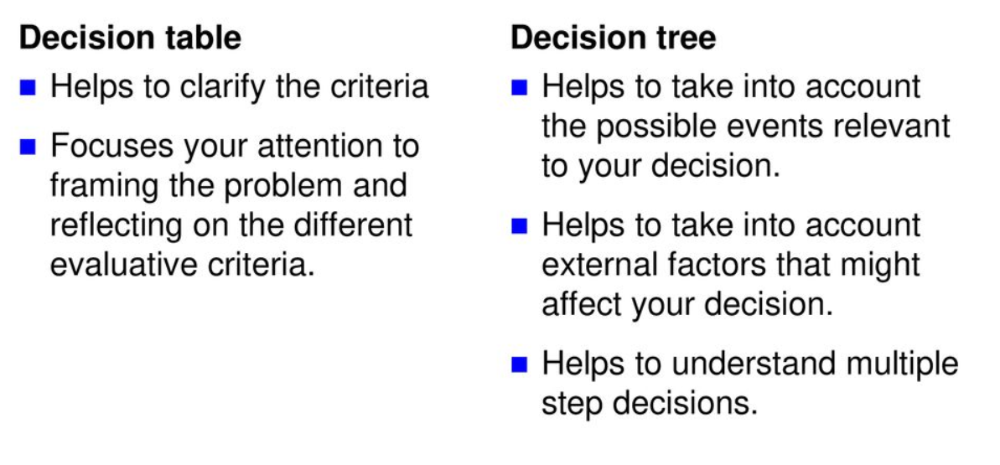 Decision table
Helps to clarify the criteria
Focuses your attention to
framing the problem and
reflecting on the different
evaluative criteria.
Decision tree
Helps to take into account
the possible events relevant
to your decision.
Helps to take into account
external factors that might
affect your decision.
Helps to understand multiple
step decisions.